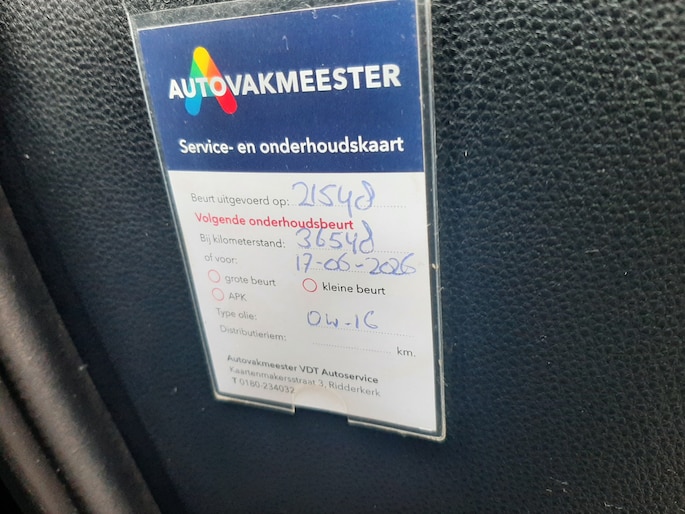 AUTOVAKMEESTER
Service- en onderhoudskaart
Beurt uitgevoerd op: 21548
Volgende onderhoudsbeurt
Bij kilometerstand: 36548
of voor: 17-06-2026
grote beurt kleine beurt
APK
Type olie: 0W-16
Distributieriem: km.
Autovakmeester VDT Autoservice
Kaartenmakersstraat 3, Ridderkerk
T 0180-234032